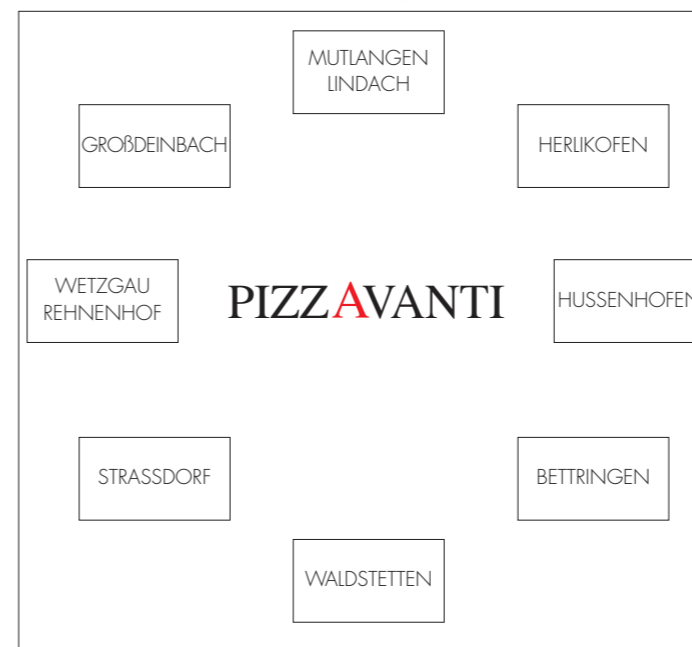 MUTLANGEN
LINDACH
GROßDEINBACH
HERLIKOFEN
WETZGAU
REHNENHOF
PIZZAVANTI
HUSSENHOFEN
STRASSDORF
BETTRINGEN
WALDSTETTEN